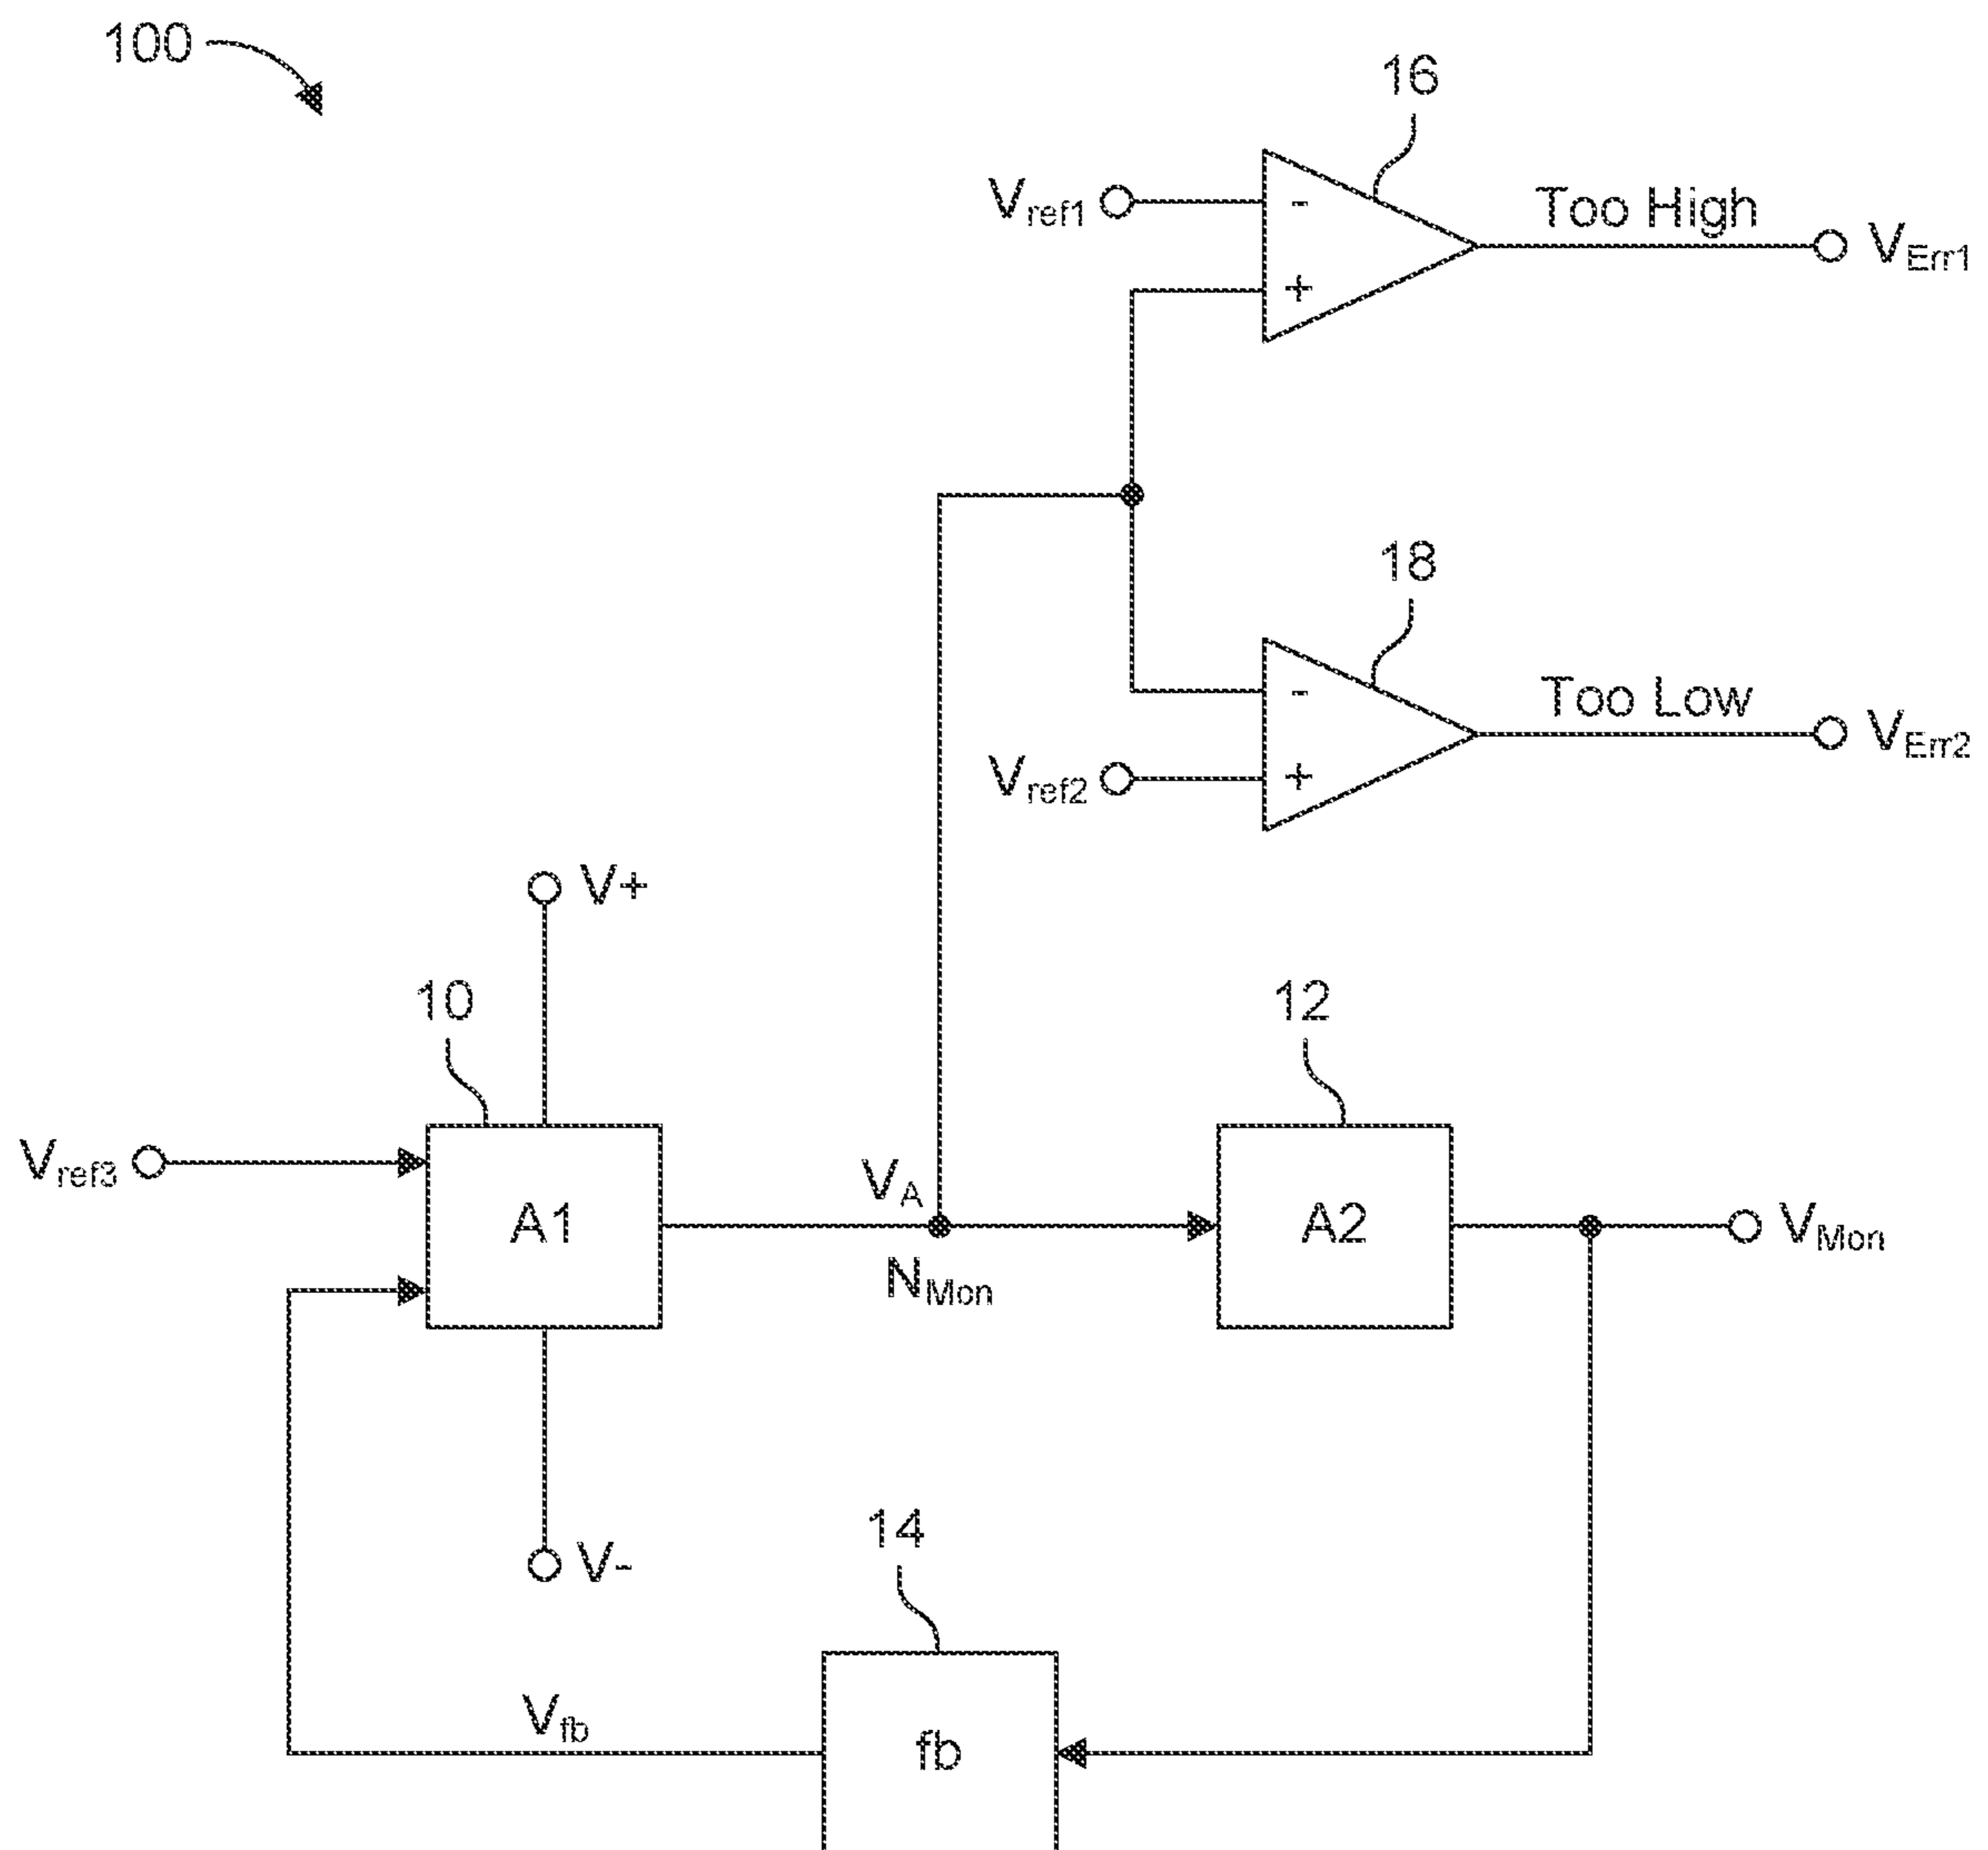 100
16
Vref1
-
Too High
VErr1
+
18
-
Too Low
VErr2
Vref2
+
V+
10
12
Vref3
A1
VA
A2
VMon
NMon
V-
14
Vfb
fb